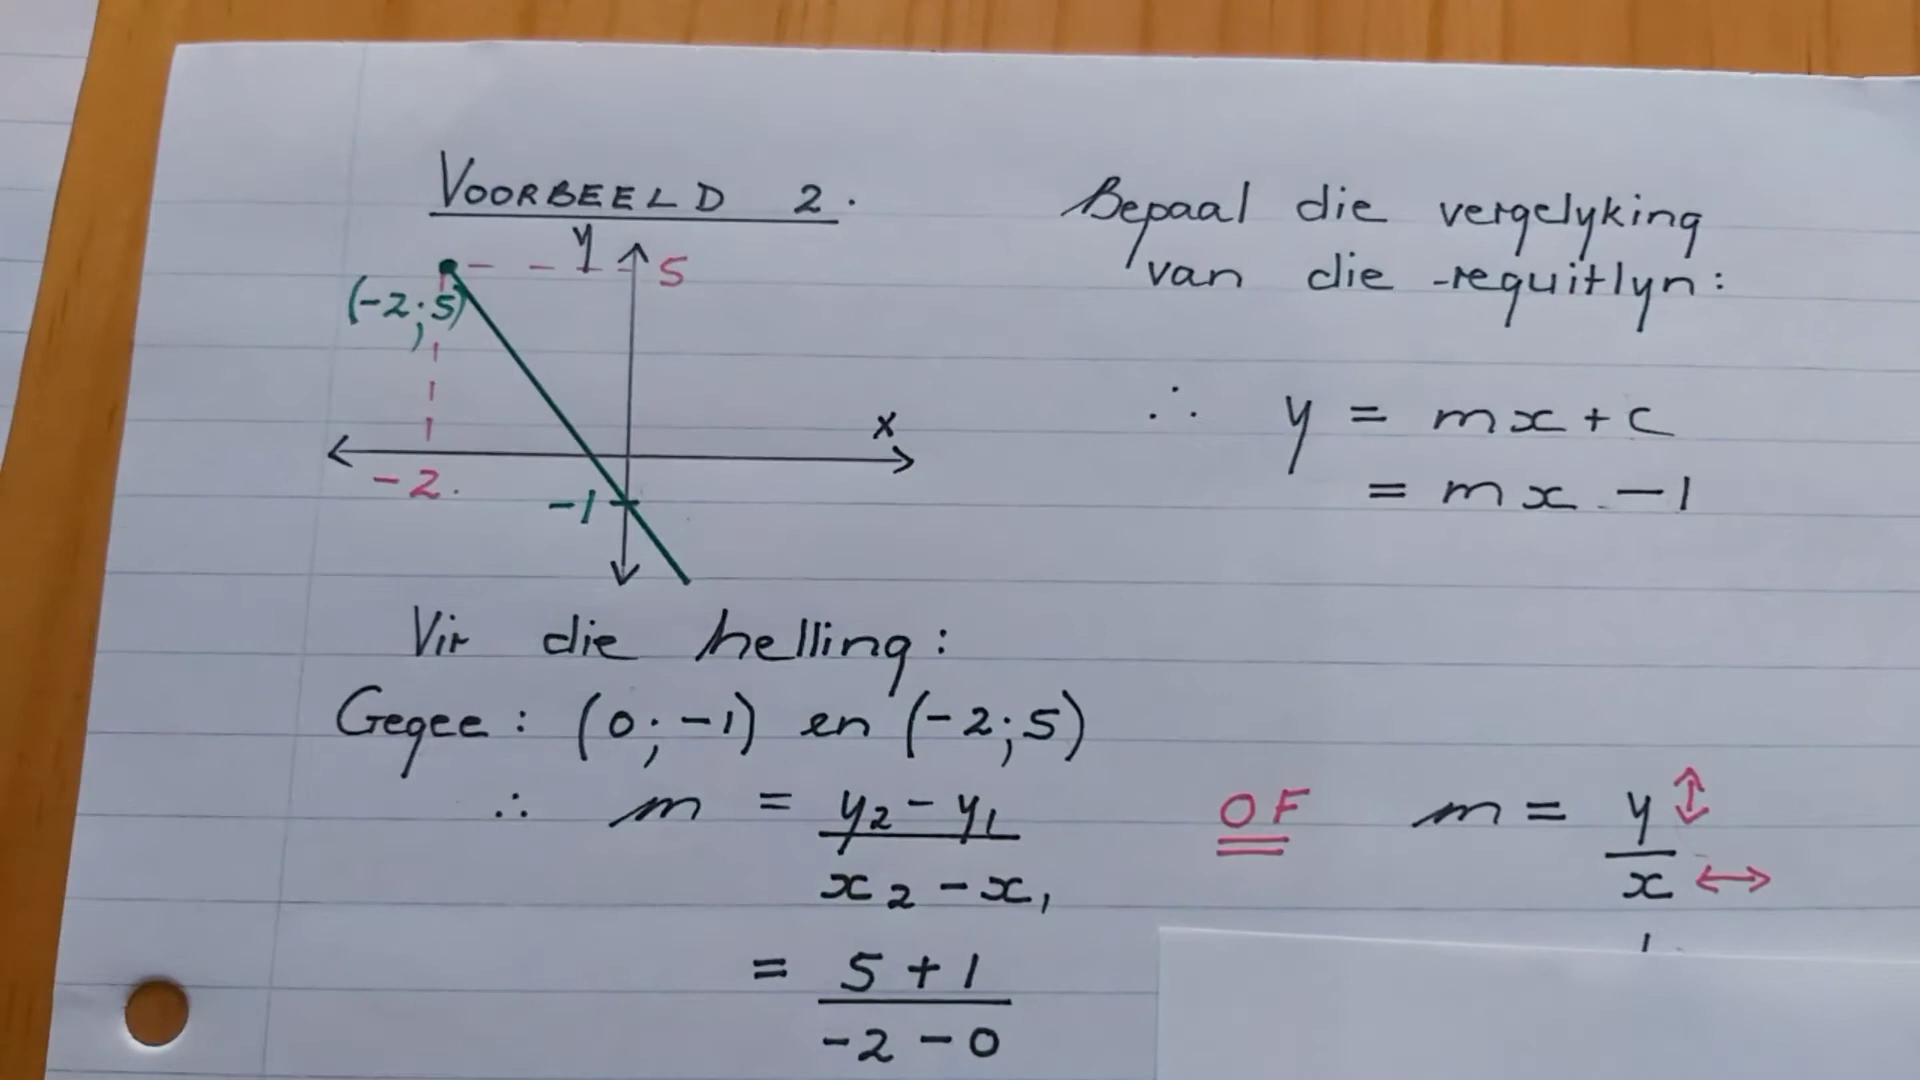 VOORBEELD 2.
y
5
(-2;5)
x
-2.
-1
Bepaal die vergelyking
van die reguitlyn:
∴ y = mx + c
= mx - 1
Vir die helling:
Gegee: (0;-1) en (-2;5)
∴ m = y₂ - y₁ / x₂ - x₁
OF m = y ↕ / x ↔
= 5 + 1 / -2 - 0